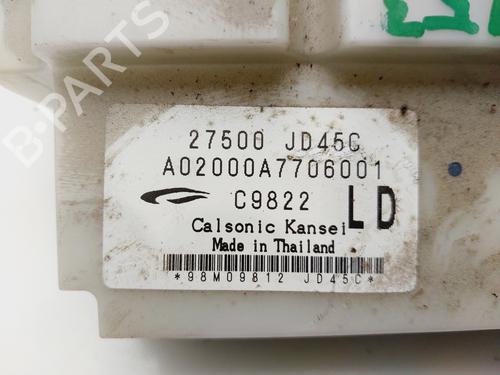 B-PARTS
27500 JD45C
A02000A7706001
C9822
LD
Calsonic Kansei
Made in Thailand
*98M09812 JD45C*